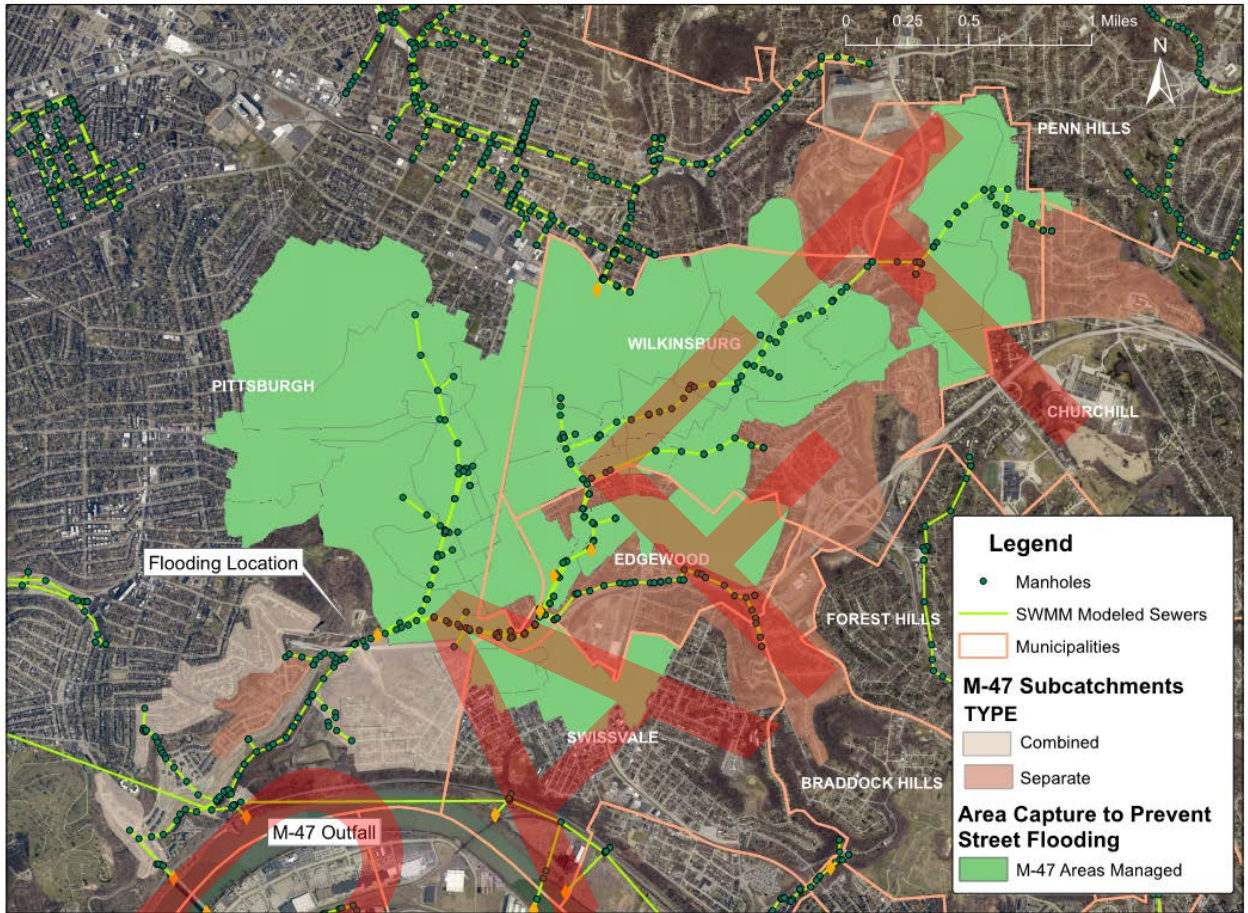 0 0.25 0.5 1 Miles
N
PENN HILLS
WILKINSBURG
PITTSBURGH
CHURCHILL
Flooding Location
EDGEWOOD
FOREST HILLS
SWISSVALE
BRADDOCK HILLS
M-47 Outfall
Legend
Manholes
SWMM Modeled Sewers
Municipalities
M-47 Subcatchments
TYPE
Combined
Separate
Area Capture to Prevent
Street Flooding
M-47 Areas Managed
DRAFT